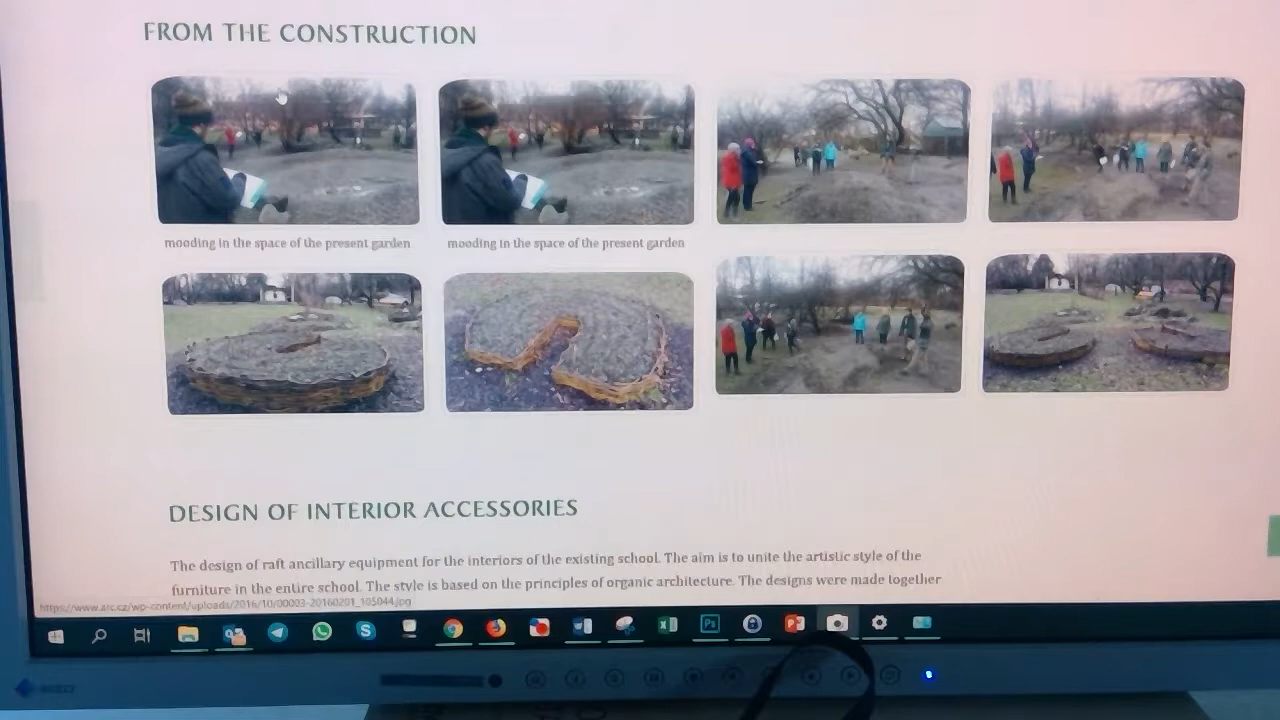 FROM THE CONSTRUCTION
mooding in the space of the present garden
mooding in the space of the present garden
DESIGN OF INTERIOR ACCESSORIES
The design of raft ancillary equipment for the interiors of the existing school. The aim is to unite the artistic style of the
furniture in the entire school. The style is based on the principles of organic architecture. The designs were made together
https://www.arc.cz/wp-content/uploads/2016/10/00003-20160201_105044.jpg
Ps